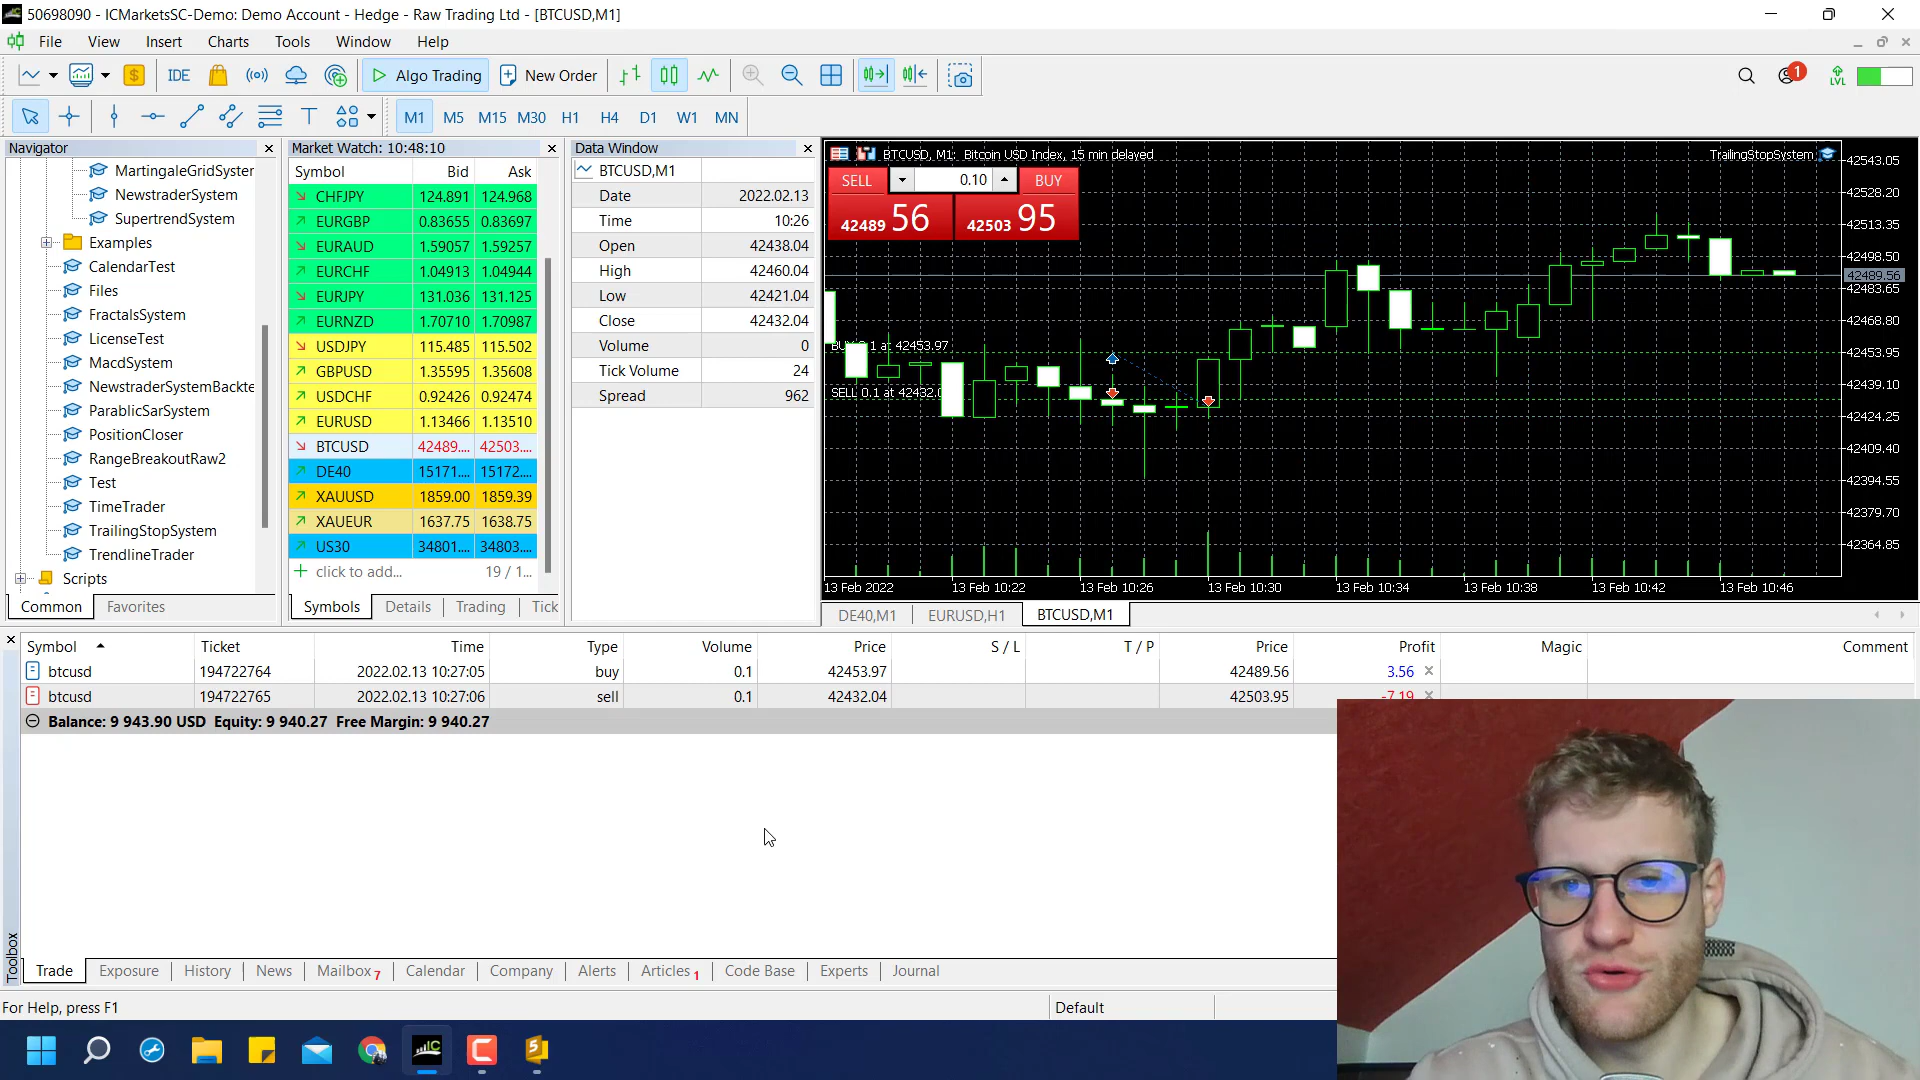 50698090 - ICMarketsSC-Demo: Demo Account - Hedge - Raw Trading Ltd - [BTCUSD,M1]
File View Insert Charts Tools Window Help
IDE Algo Trading New Order 1 LVL
M1 M5 M15 M30 H1 H4 D1 W1 MN
Navigator
MartingaleGridSyster
NewstraderSystem
SupertrendSystem
Examples
CalendarTest
Files
FractalsSystem
LicenseTest
MacdSystem
NewstraderSystemBackte
ParablicSarSystem
PositionCloser
RangeBreakoutRaw2
Test
TimeTrader
TrailingStopSystem
TrendlineTrader
Scripts
Common Favorites
Market Watch: 10:48:10
Symbol Bid Ask
CHFJPY 124.891 124.968
EURGBP 0.83655 0.83697
EURAUD 1.59057 1.59257
EURCHF 1.04913 1.04944
EURJPY 131.036 131.125
EURNZD 1.70710 1.70987
USDJPY 115.485 115.502
GBPUSD 1.35595 1.35608
USDCHF 0.92426 0.92474
EURUSD 1.13466 1.13510
BTCUSD 42489.... 42503....
DE40 15171.... 15172....
XAUUSD 1859.00 1859.39
XAUEUR 1637.75 1638.75
US30 34801.... 34803....
click to add... 19 / 1...
Symbols Details Trading Tick
Data Window
BTCUSD,M1
Date 2022.02.13
Time 10:26
Open 42438.04
High 42460.04
Low 42421.04
Close 42432.04
Volume 0
Tick Volume 24
Spread 962
BTCUSD, M1: Bitcoin USD Index, 15 min delayed
TrailingStopSystem
SELL 0.10 BUY
42489 56 42503 95
BUY 0.1 at 42453.97
SELL 0.1 at 42432.0
42543.05
42528.20
42513.35
42498.50
42489.56
42483.65
42468.80
42453.95
42439.10
42424.25
42409.40
42394.55
42379.70
42364.85
13 Feb 2022 13 Feb 10:22 13 Feb 10:26 13 Feb 10:30 13 Feb 10:34 13 Feb 10:38 13 Feb 10:42 13 Feb 10:46
DE40,M1 EURUSD,H1 BTCUSD,M1
Symbol Ticket Time Type Volume Price S / L T / P Price Profit Magic Comment
btcusd 194722764 2022.02.13 10:27:05 buy 0.1 42453.97 42489.56 3.56
btcusd 194722765 2022.02.13 10:27:06 sell 0.1 42432.04 42503.95 -7.19
Balance: 9 943.90 USD Equity: 9 940.27 Free Margin: 9 940.27
Toolbox
Trade Exposure History News Mailbox 7 Calendar Company Alerts Articles 1 Code Base Experts Journal
For Help, press F1 Default
IC
C
5